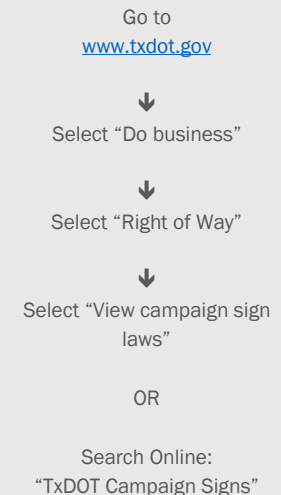 Go to
www.txdot.gov
🡻
Select “Do business”
🡻
Select “Right of Way”
🡻
Select “View campaign sign
laws”
OR
Search Online:
“TxDOT Campaign Signs”